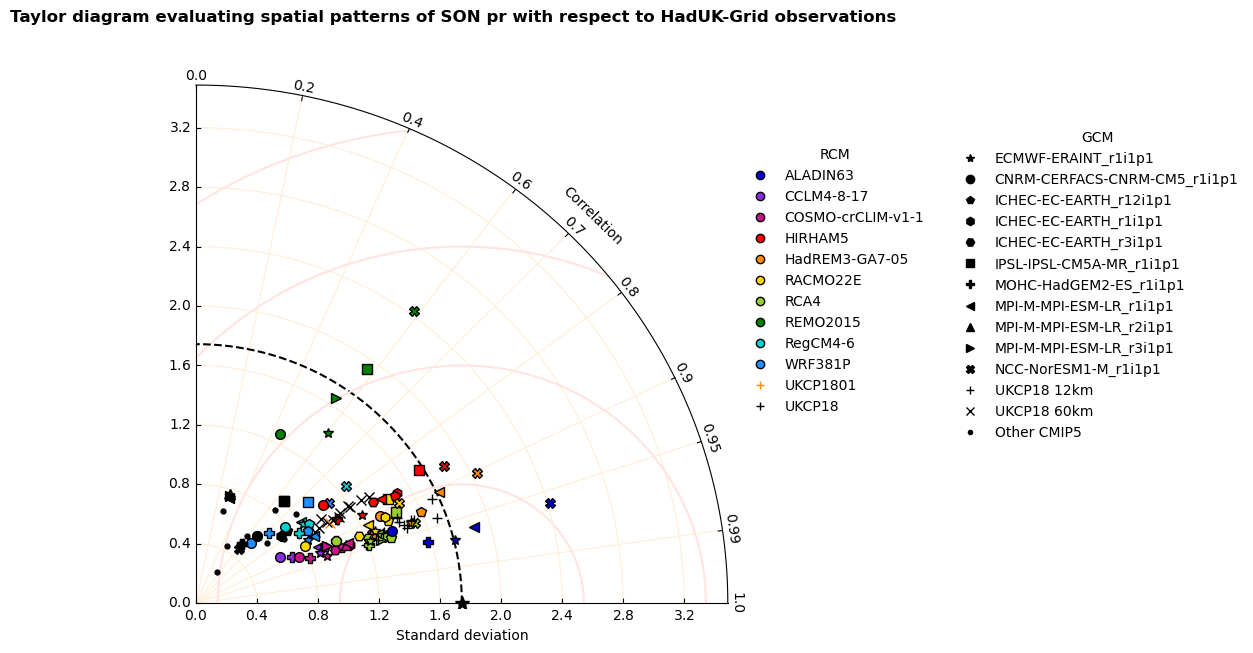 Taylor diagram evaluating spatial patterns of SON pr with respect to HadUK-Grid observations
0.0
0.2
0.4
0.6
0.7
0.8
0.9
0.95
0.99
1.0
Correlation
3.2
2.8
2.4
2.0
1.6
1.2
0.8
0.4
0.0
0.0 0.4 0.8 1.2 1.6 2.0 2.4 2.8 3.2
Standard deviation
RCM
ALADIN63
CCLM4-8-17
COSMO-crCLIM-v1-1
HIRHAM5
HadREM3-GA7-05
RACMO22E
RCA4
REMO2015
RegCM4-6
WRF381P
UKCP1801
UKCP18
GCM
ECMWF-ERAINT_r1i1p1
CNRM-CERFACS-CNRM-CM5_r1i1p1
ICHEC-EC-EARTH_r12i1p1
ICHEC-EC-EARTH_r1i1p1
ICHEC-EC-EARTH_r3i1p1
IPSL-IPSL-CM5A-MR_r1i1p1
MOHC-HadGEM2-ES_r1i1p1
MPI-M-MPI-ESM-LR_r1i1p1
MPI-M-MPI-ESM-LR_r2i1p1
MPI-M-MPI-ESM-LR_r3i1p1
NCC-NorESM1-M_r1i1p1
UKCP18 12km
UKCP18 60km
Other CMIP5